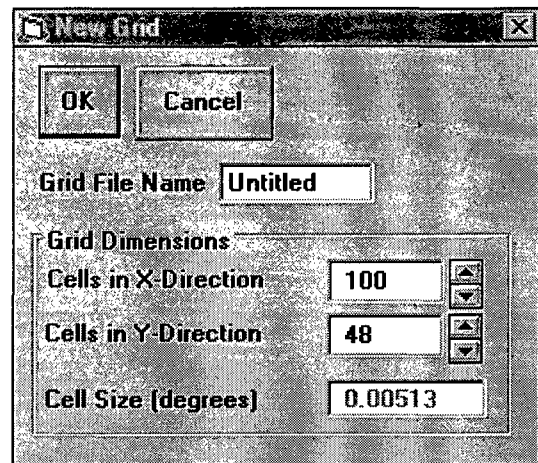 New Grid
OK Cancel
Grid File Name Untitled
Grid Dimensions
Cells in X-Direction 100
Cells in Y-Direction 48
Cell Size (degrees) 0.00513